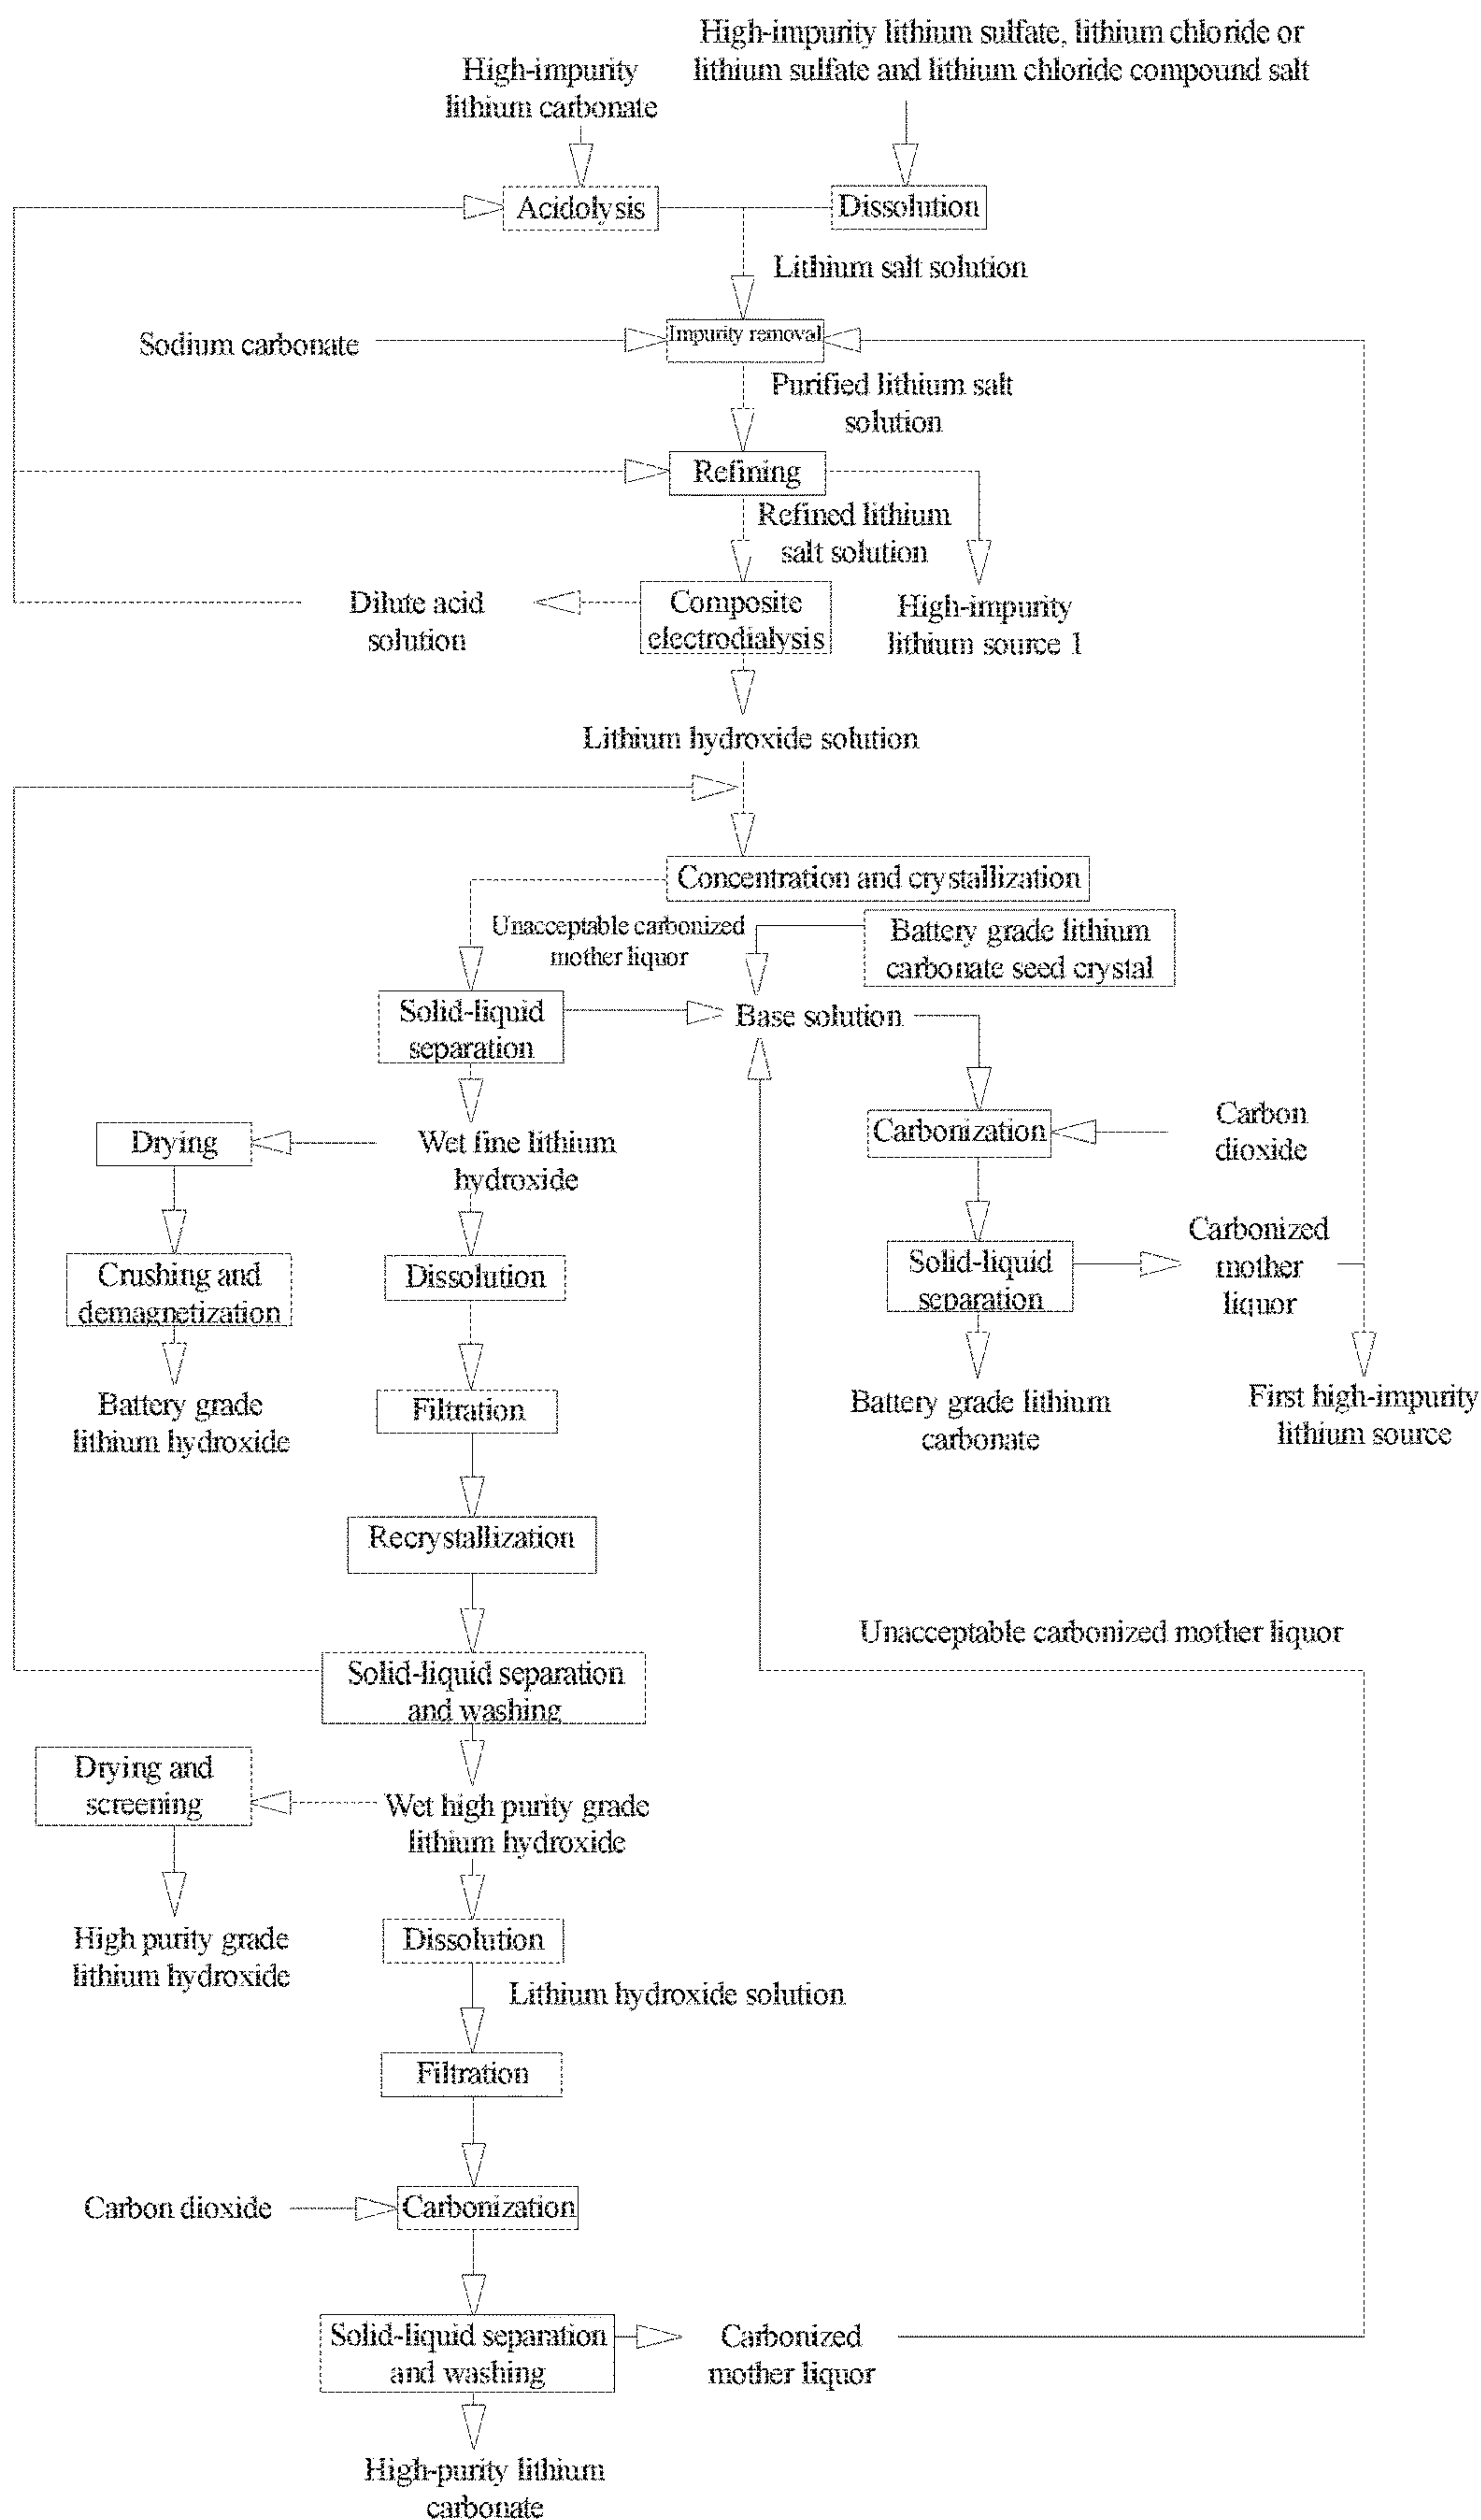 High-impurity lithium sulfate, lithium chloride or
lithium sulfate and lithium chloride compound salt
High-impurity
lithium carbonate
Acidolysis
Dissolution
Lithium salt solution
Sodium carbonate
Impurity removal
Purified lithium salt
solution
Refining
Refined lithium
salt solution
Dilute acid
solution
Composite
electrodialysis
High-impurity
lithium source 1
Lithium hydroxide solution
Concentration and crystallization
Unacceptable carbonized
mother liquor
Battery grade lithium
carbonate seed crystal
Solid-liquid
separation
Base solution
Drying
Wet fine lithium
hydroxide
Carbonization
Carbon
dioxide
Crushing and
demagnetization
Dissolution
Solid-liquid
separation
Carbonized
mother
liquor
Battery grade
lithium hydroxide
Filtration
Battery grade lithium
carbonate
First high-impurity
lithium source
Recrystallization
Unacceptable carbonized mother liquor
Solid-liquid separation
and washing
Drying and
screening
Wet high purity grade
lithium hydroxide
High purity grade
lithium hydroxide
Dissolution
Lithium hydroxide solution
Filtration
Carbon dioxide
Carbonization
Solid-liquid separation
and washing
Carbonized
mother liquor
High-purity lithium
carbonate